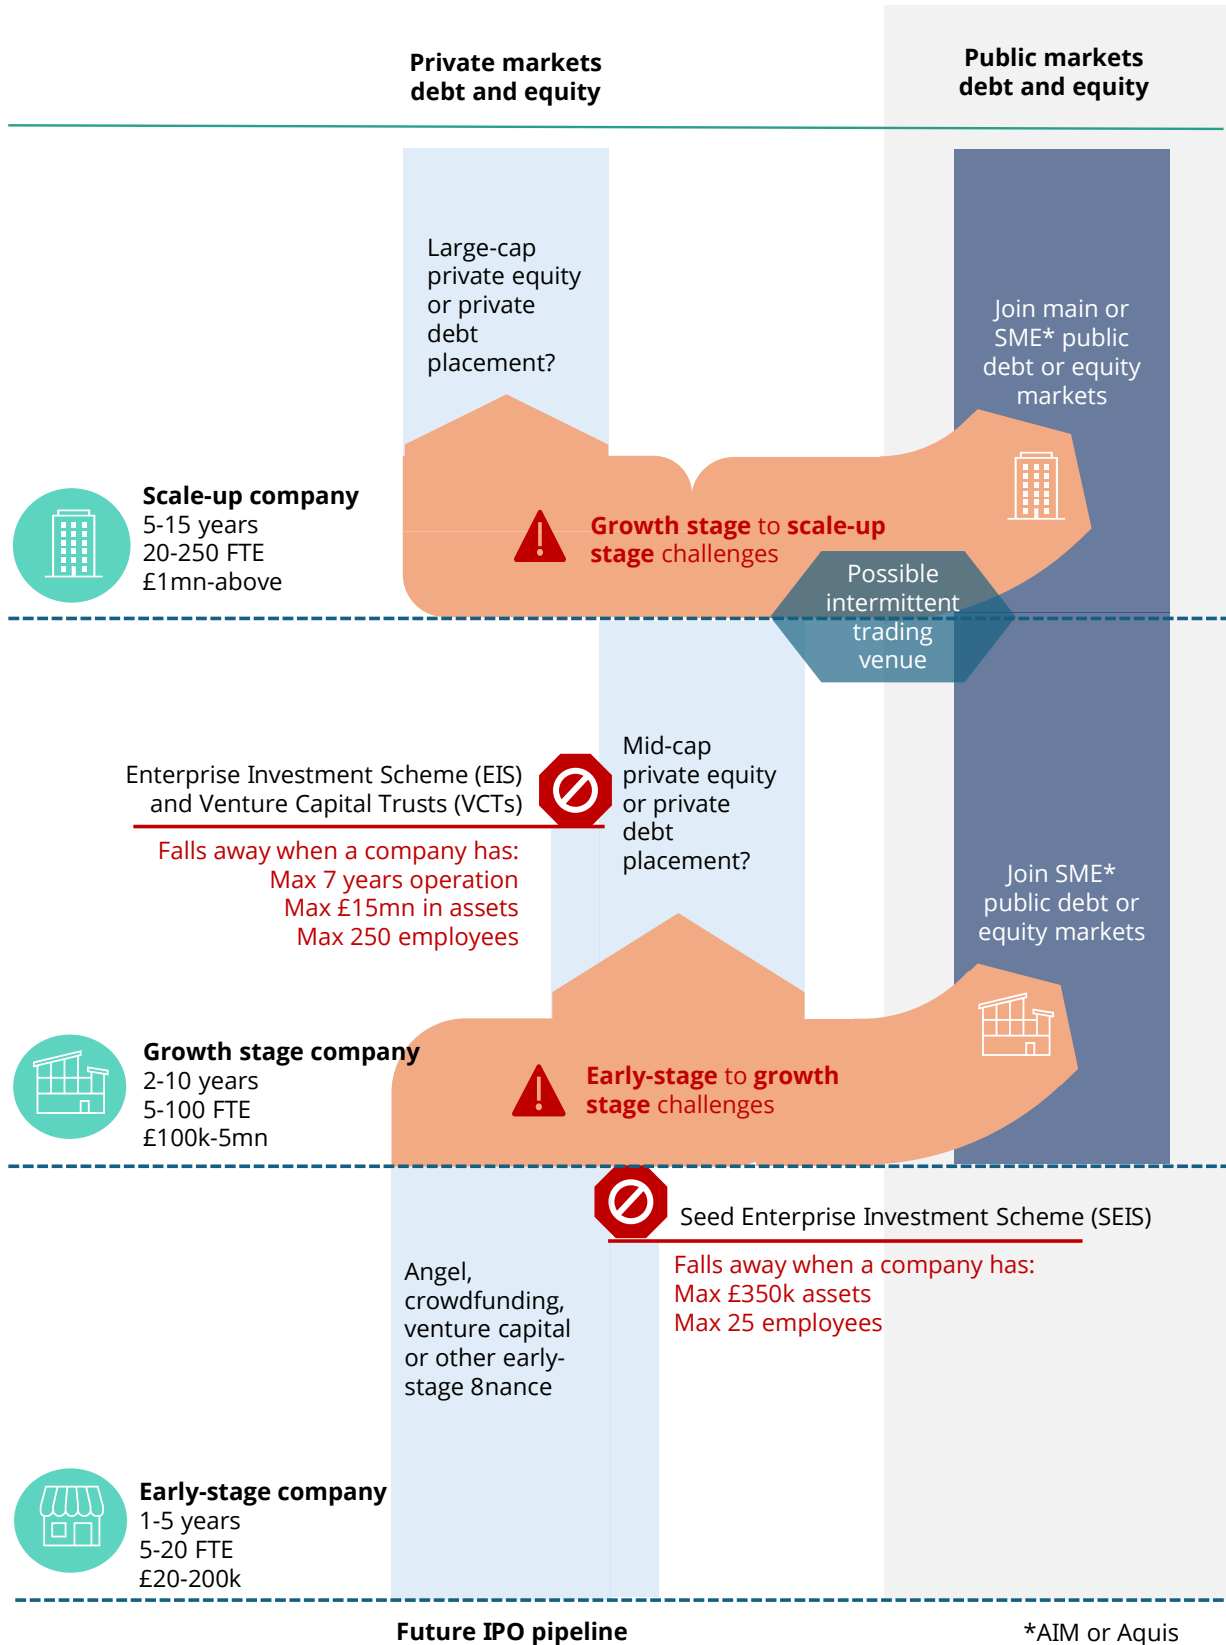 Private markets
debt and equity
Public markets
debt and equity
Large-cap
private equity
or private
debt
placement?
Join main or
SME* public
debt or equity
markets
Scale-up company
5-15 years
20-250 FTE
£1mn-above
Growth stage to scale-up
stage challenges
Possible
intermittent
trading
venue
Enterprise Investment Scheme (EIS)
and Venture Capital Trusts (VCTs)
Falls away when a company has:
Max 7 years operation
Max £15mn in assets
Max 250 employees
Mid-cap
private equity
or private
debt
placement?
Join SME*
public debt or
equity markets
Growth stage company
2-10 years
5-100 FTE
£100k-5mn
Early-stage to growth
stage challenges
Seed Enterprise Investment Scheme (SEIS)
Falls away when a company has:
Max £350k assets
Max 25 employees
Angel,
crowdfunding,
venture capital
or other early-
stage 8nance
Early-stage company
1-5 years
5-20 FTE
£20-200k
Future IPO pipeline
*AIM or Aquis